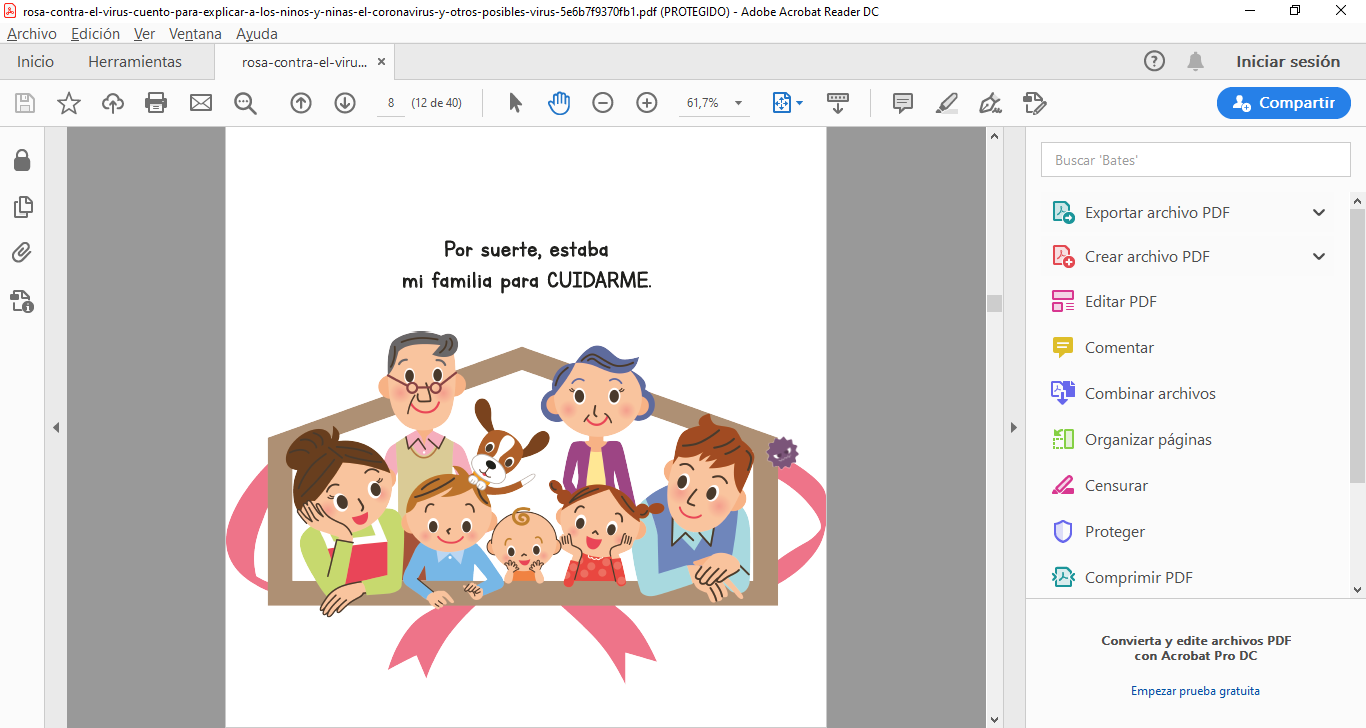 rosa-contra-el-virus-cuento-para-explicar-a-los-ninos-y-ninas-el-coronavirus-y-otros-posibles-virus-5e6b7f9370fb1.pdf (PROTEGIDO) - Adobe Acrobat Reader DC
Archivo Edición Ver Ventana Ayuda
Inicio Herramientas rosa-contra-el-viru... × ? Iniciar sesión
8 (12 de 40) 61,7% Compartir
Buscar 'Bates'
Exportar archivo PDF
Crear archivo PDF
Editar PDF
Comentar
Combinar archivos
Organizar páginas
Censurar
Proteger
Comprimir PDF
Convierta y edite archivos PDF
con Acrobat Pro DC
Empezar prueba gratuita
Por suerte, estaba
mi familia para CUIDARME.